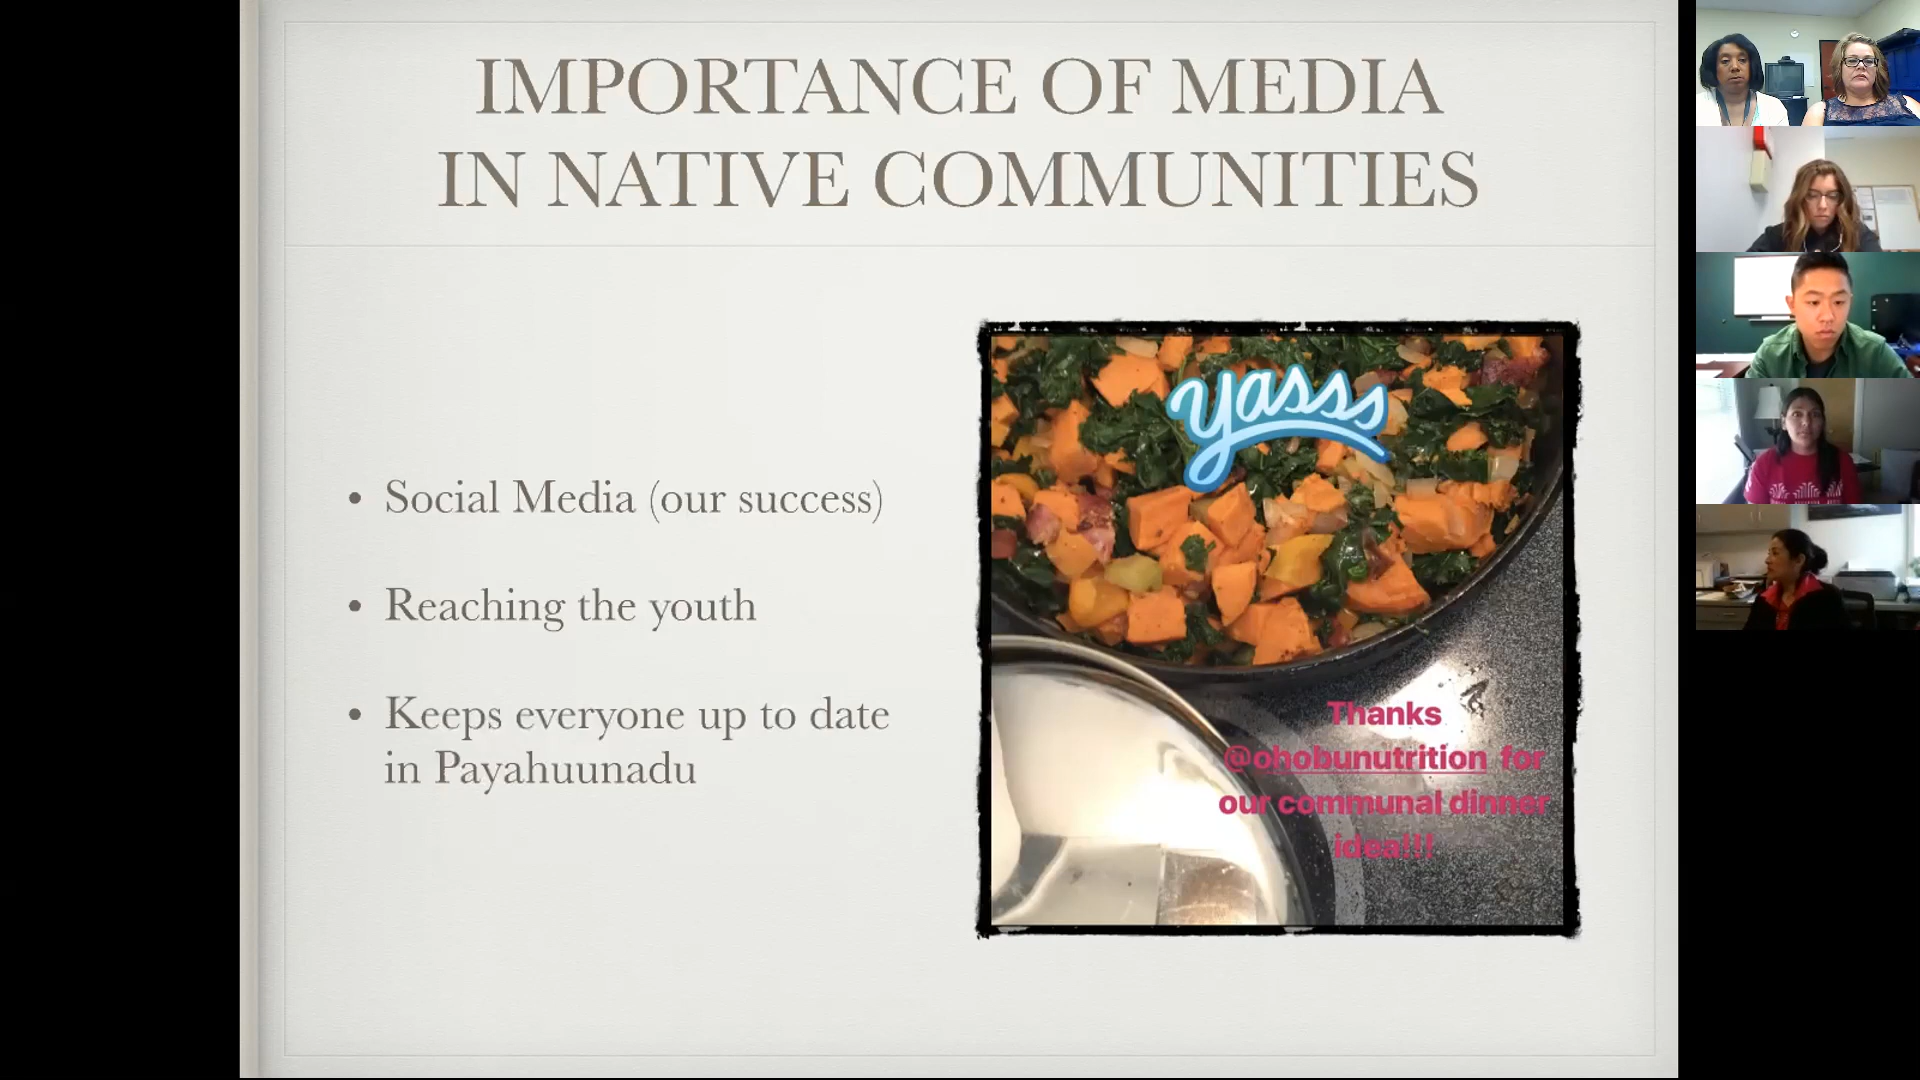 IMPORTANCE OF MEDIA
IN NATIVE COMMUNITIES
• Social Media (our success)
• Reaching the youth
• Keeps everyone up to date
in Payahuunadu
yasss
Thanks
@ohobunutrition for
our communal dinner
idea!!!